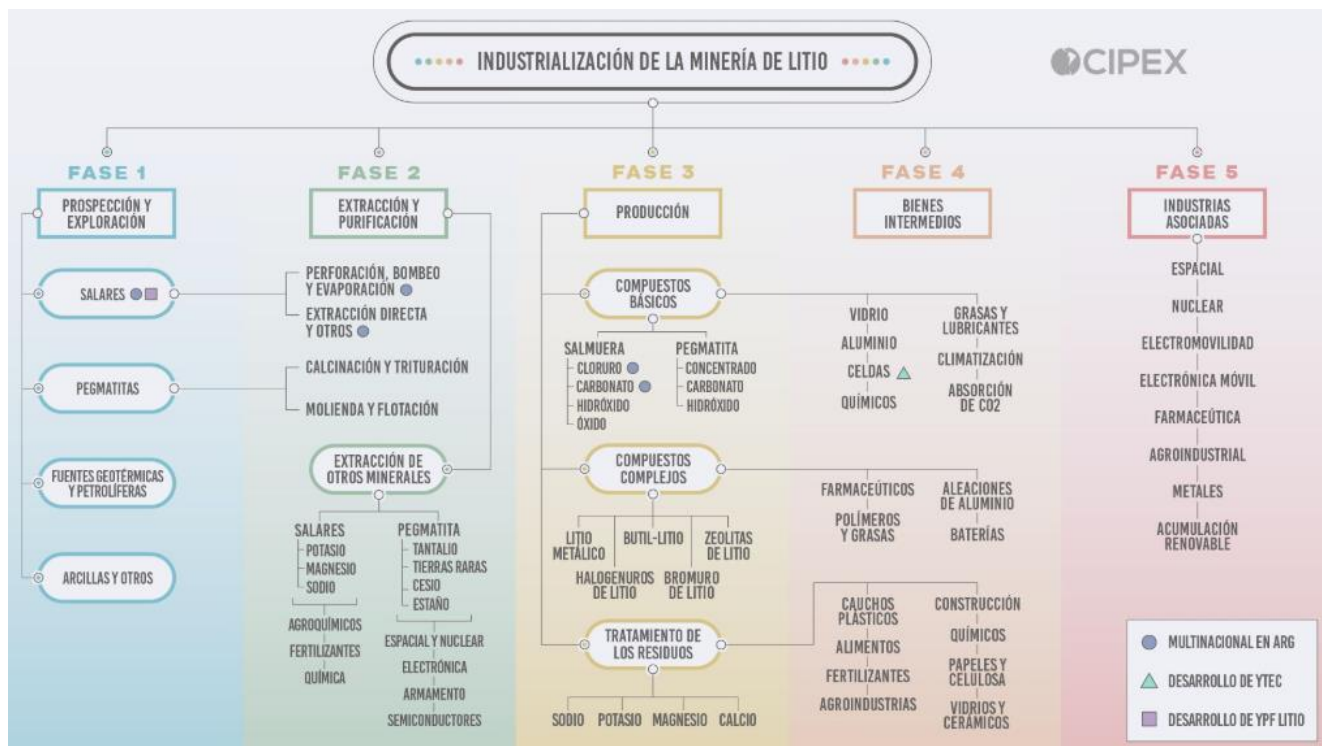 INDUSTRIALIZACIÓN DE LA MINERÍA DE LITIO
CIPEX
FASE 1
PROSPECCIÓN Y
EXPLORACIÓN
SALARES
PEGMATITAS
FUENTES GEOTÉRMICAS
Y PETROLÍFERAS
ARCILLAS Y OTROS
FASE 2
EXTRACCIÓN Y
PURIFICACIÓN
PERFORACIÓN, BOMBEO
Y EVAPORACIÓN
EXTRACCIÓN DIRECTA
Y OTROS
CALCINACIÓN Y TRITURACIÓN
MOLIENDA Y FLOTACIÓN
EXTRACCIÓN DE
OTROS MINERALES
SALARES
POTASIO
MAGNESIO
SODIO
AGROQUÍMICOS
FERTILIZANTES
QUÍMICA
PEGMATITA
TANTALIO
TIERRAS RARAS
CESIO
ESTAÑO
ESPACIAL Y NUCLEAR
ELECTRÓNICA
ARMAMENTO
SEMICONDUCTORES
FASE 3
PRODUCCIÓN
COMPUESTOS
BÁSICOS
SALMUERA
CLORURO
CARBONATO
HIDRÓXIDO
ÓXIDO
PEGMATITA
CONCENTRADO
CARBONATO
HIDRÓXIDO
COMPUESTOS
COMPLEJOS
LITIO
METÁLICO
BUTIL-LITIO
ZEOLITAS
DE LITIO
HALOGENUROS
DE LITIO
BROMURO
DE LITIO
TRATAMIENTO DE
LOS RESIDUOS
SODIO
POTASIO
MAGNESIO
CALCIO
FASE 4
BIENES
INTERMEDIOS
VIDRIO
ALUMINIO
CELDAS
QUÍMICOS
GRASAS Y
LUBRICANTES
CLIMATIZACIÓN
ABSORCIÓN
DE CO2
FARMACEÚTICOS
POLÍMEROS
Y GRASAS
ALEACIONES
DE ALUMINIO
BATERÍAS
CAUCHOS
PLÁSTICOS
ALIMENTOS
FERTILIZANTES
AGROINDUSTRIAS
CONSTRUCCIÓN
QUÍMICOS
PAPELES Y
CELULOSA
VIDRIOS Y
CERÁMICOS
FASE 5
INDUSTRIAS
ASOCIADAS
ESPACIAL
NUCLEAR
ELECTROMOVILIDAD
ELECTRÓNICA MÓVIL
FARMACEÚTICA
AGROINDUSTRIAL
METALES
ACUMULACIÓN
RENOVABLE
MULTINACIONAL EN ARG
DESARROLLO DE YTEC
DESARROLLO DE YPF LITIO